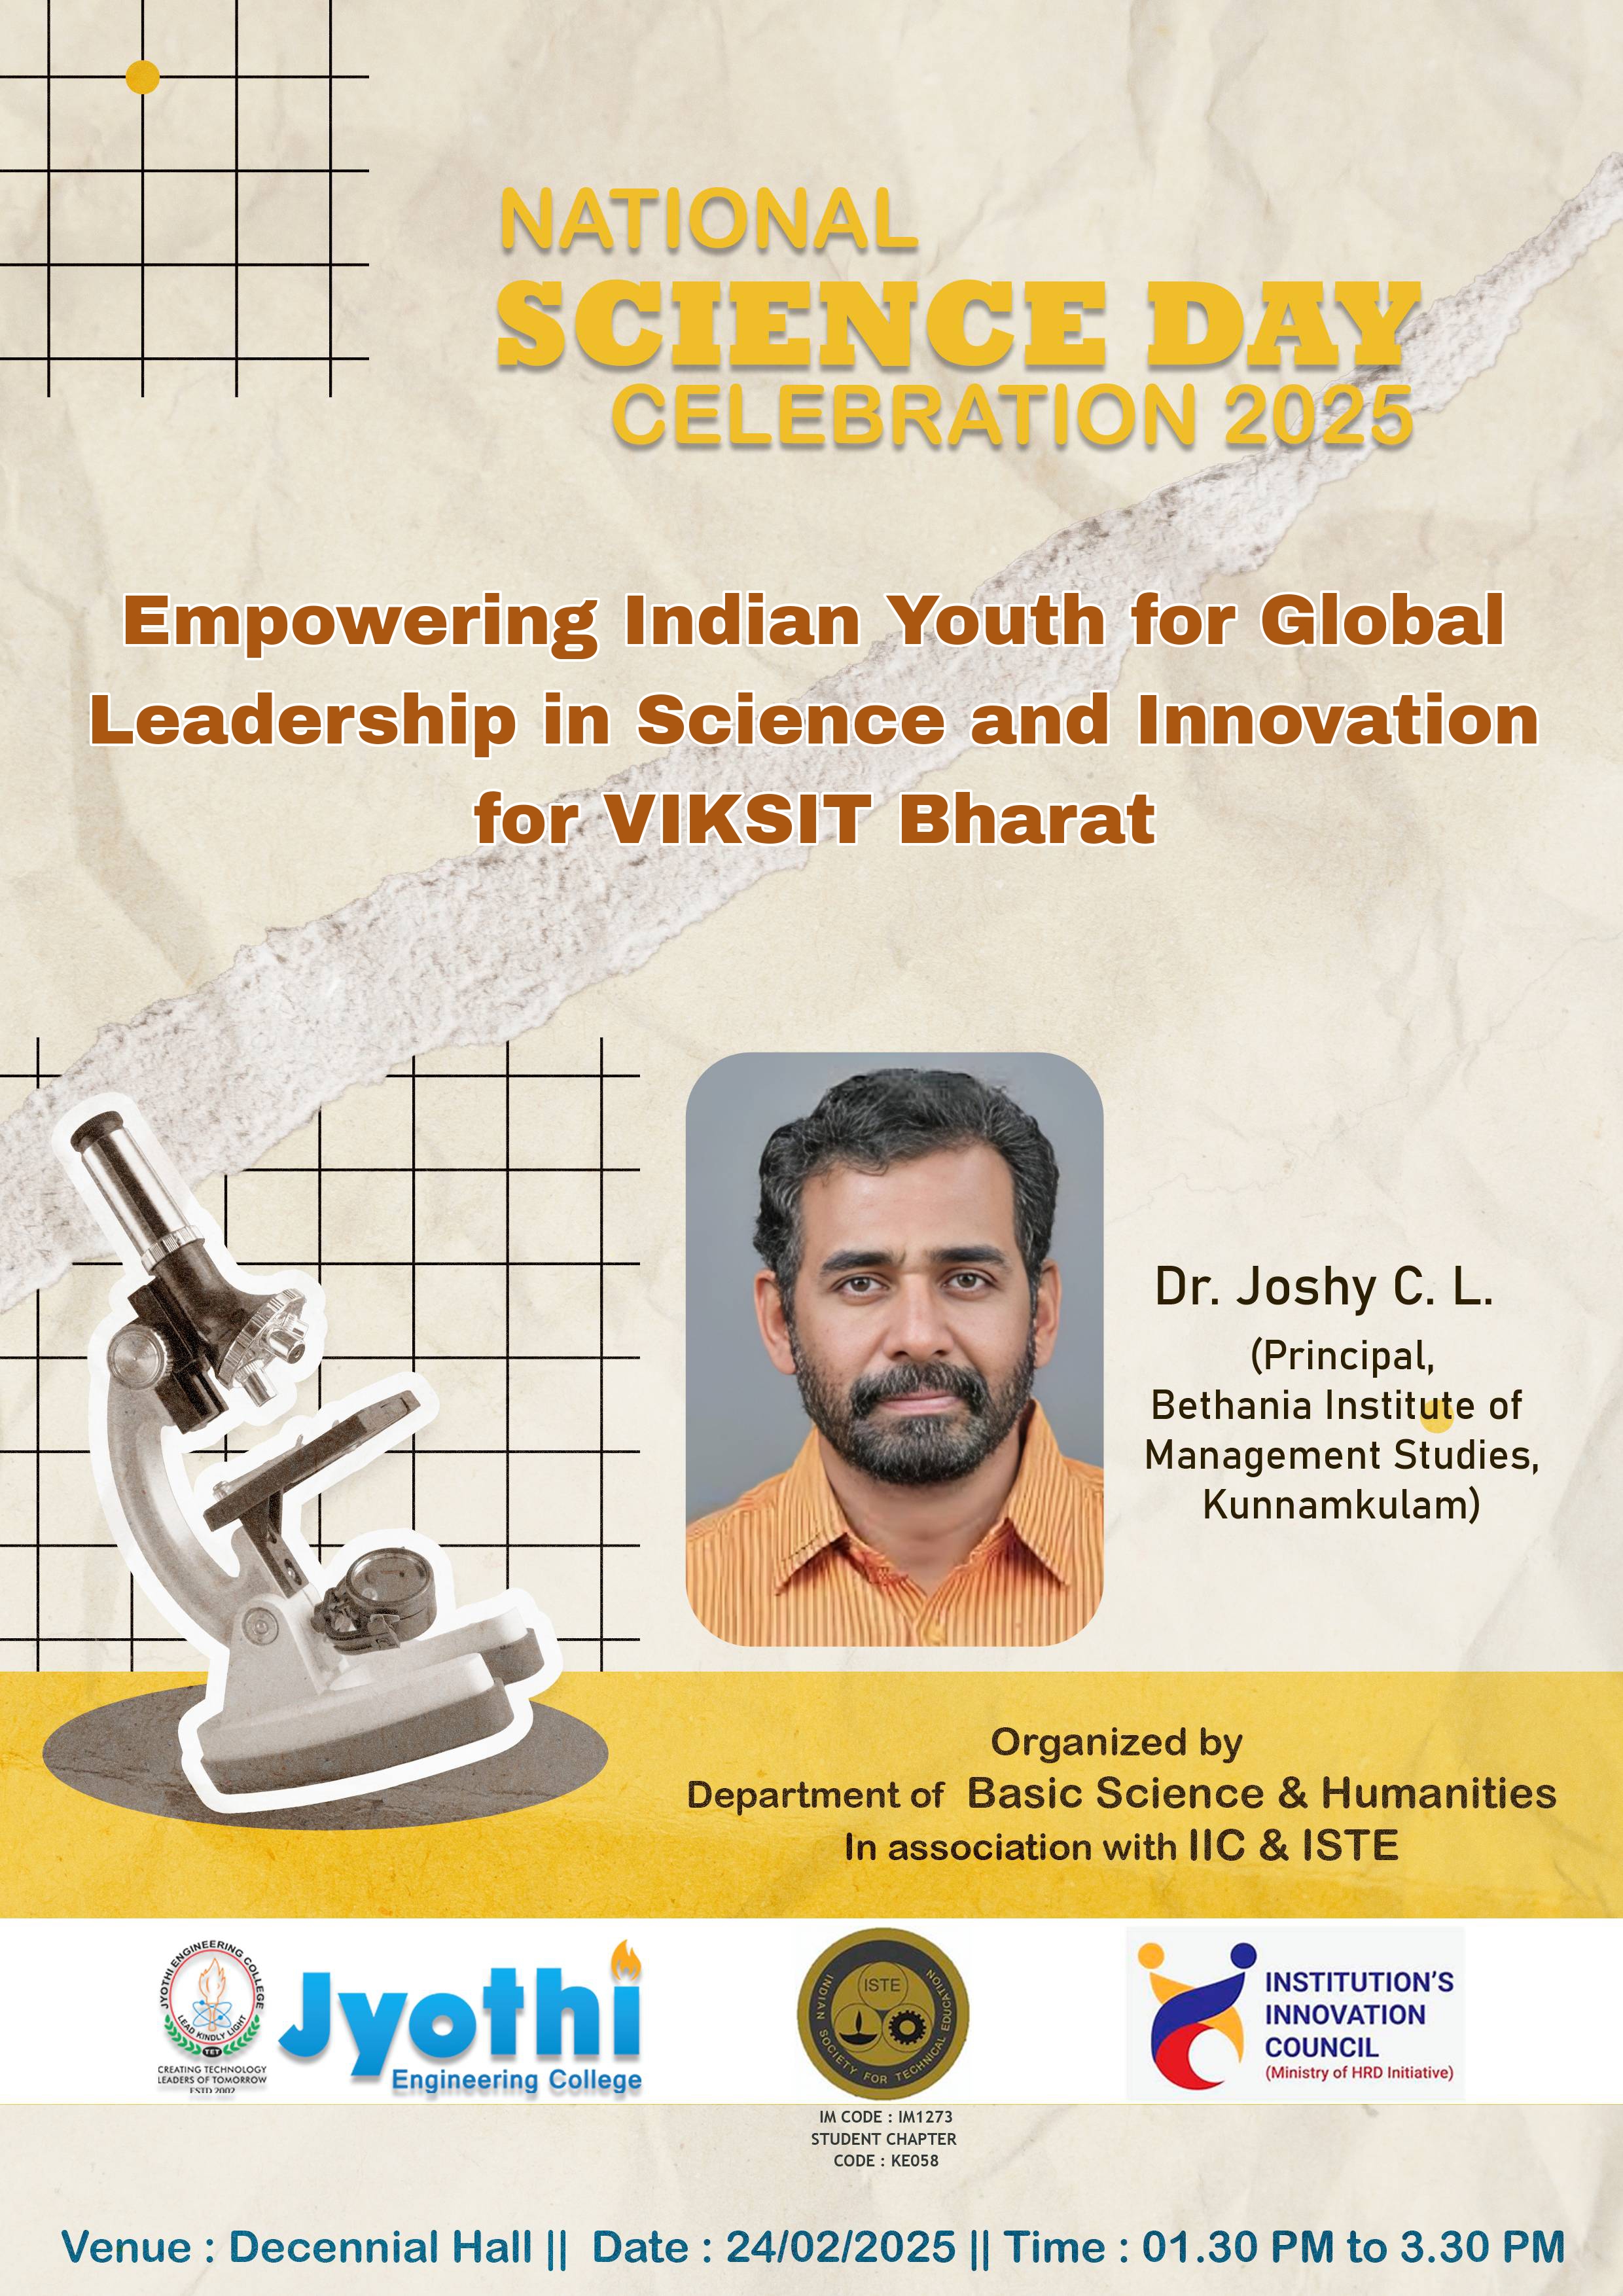 NATIONAL
SCIENCE DAY
CELEBRATION 2025
Empowering Indian Youth for Global
Leadership in Science and Innovation
for VIKSIT Bharat
Dr. Joshy C. L.
(Principal,
Bethania Institute of
Management Studies,
Kunnamkulam)
Organized by
Department of Basic Science & Humanities
In association with IIC & ISTE
JYOTHI ENGINEERING COLLEGE
LEAD KINDLY LIGHT
CREATING TECHNOLOGY
LEADERS OF TOMORROW
ESTD 2002
Jyothi
Engineering College
ISTE
INDIAN SOCIETY FOR TECHNICAL EDUCATION
IM CODE : IM1273
STUDENT CHAPTER
CODE : KE058
INSTITUTION'S
INNOVATION
COUNCIL
(Ministry of HRD Initiative)
Venue : Decennial Hall || Date : 24/02/2025 || Time : 01.30 PM to 3.30 PM